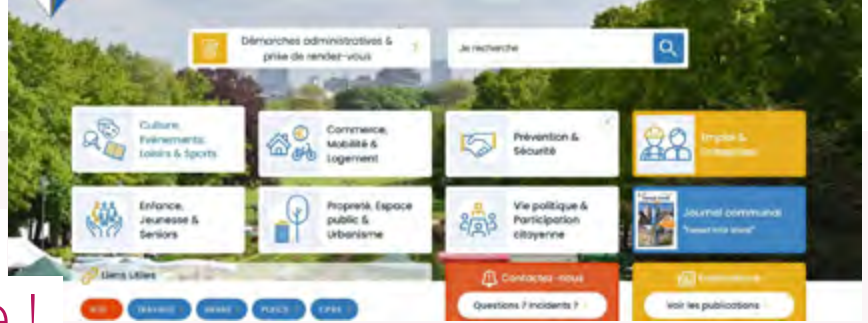 Démarches administratives &
prise de rendez-vous
Je recherche
Culture,
Evénements,
Loisirs & Sports
Commerce,
Mobilité &
Logement
Prévention &
Sécurité
Emploi &
Enfance,
Jeunesse &
Seniors
Propreté, Espace
public &
Urbanisme
Vie politique &
Participation
citoyenne
Journal communal
Liens Utiles
Contactez-nous
Questions ? Incidents ?
Voir les publications
e !